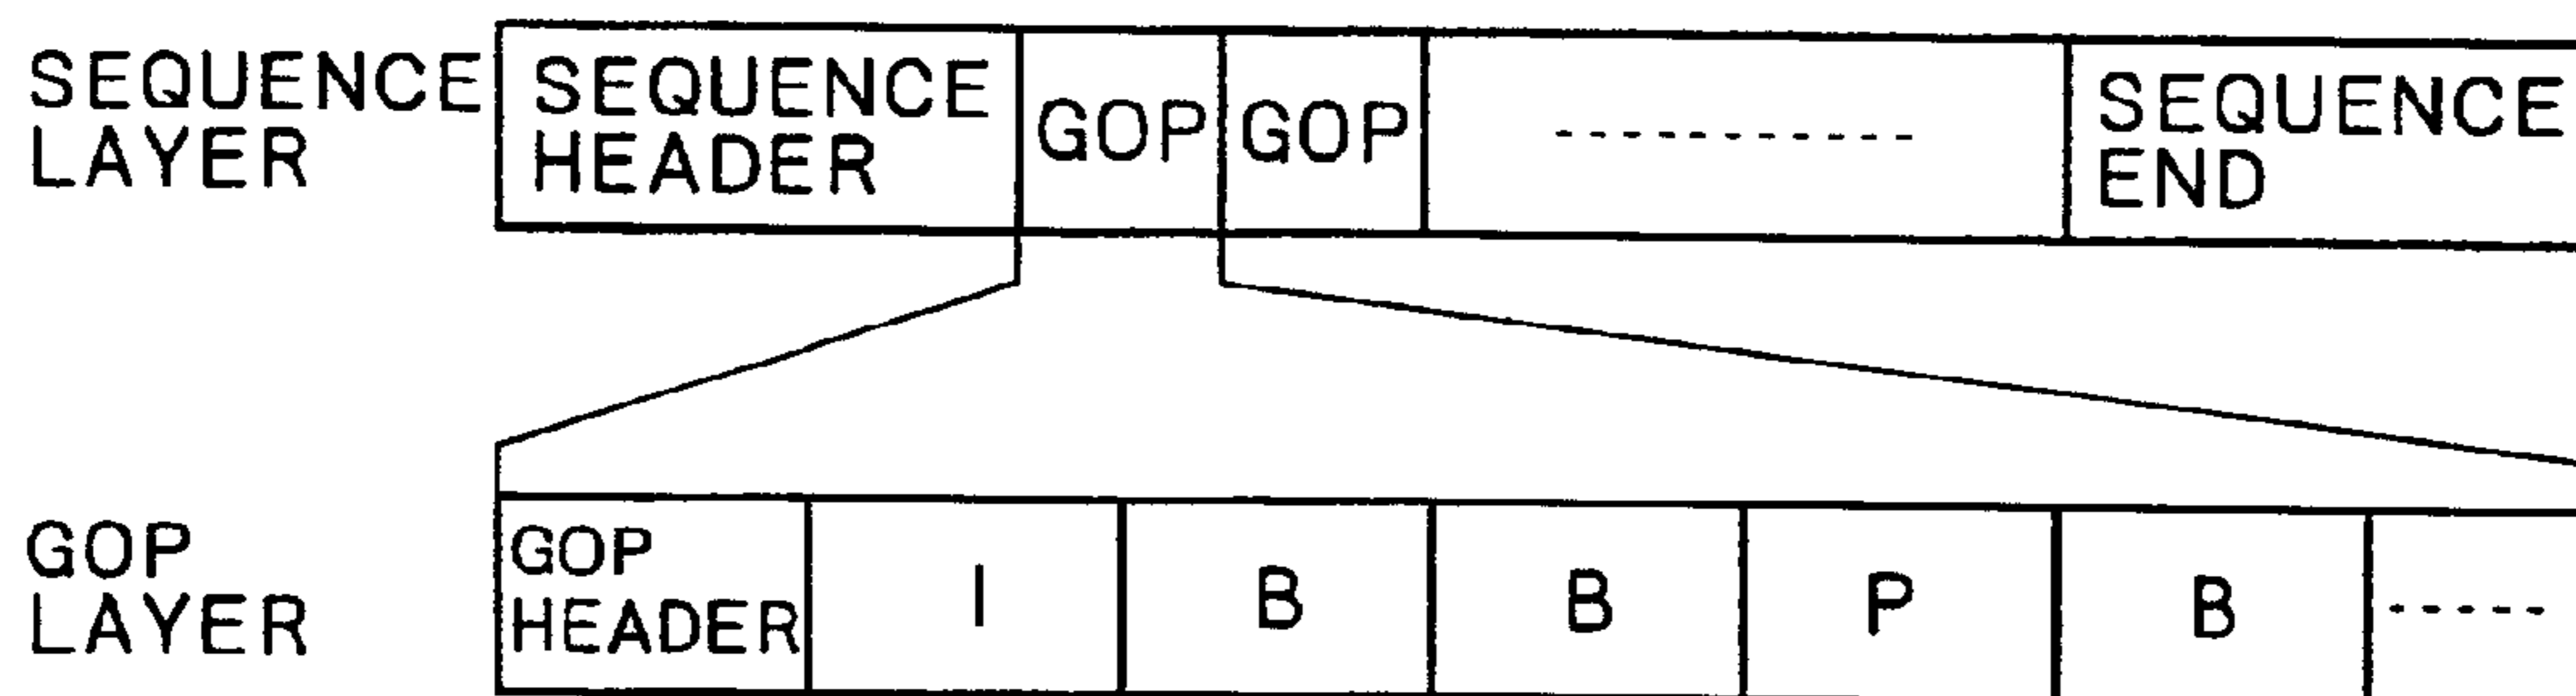 SEQUENCE LAYER
SEQUENCE HEADER
GOP
GOP
SEQUENCE END
GOP LAYER
GOP HEADER
I
B
B
P
B